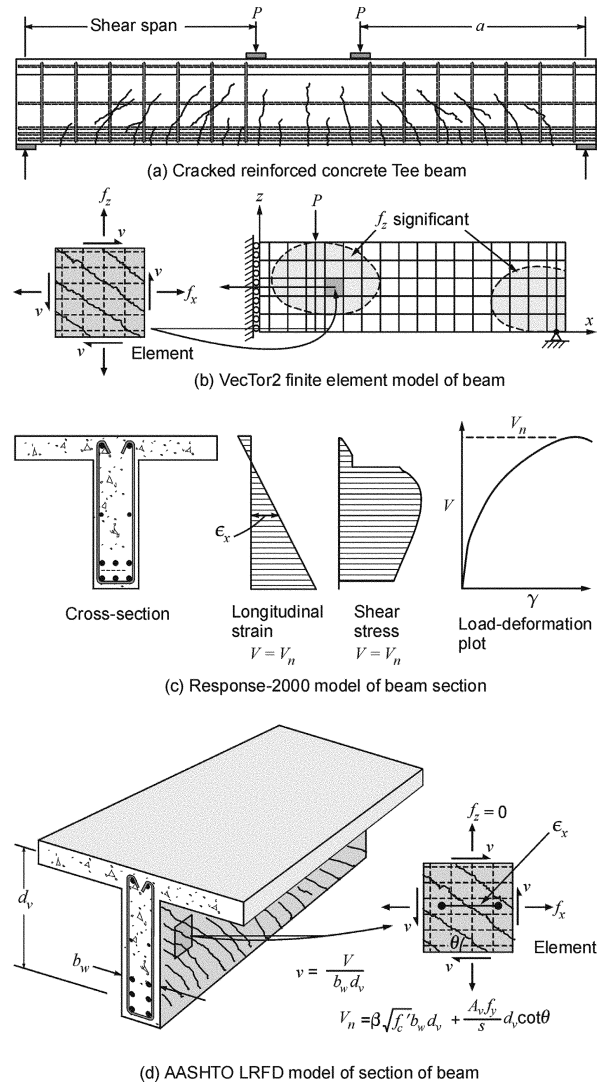 Shear span P P a
(a) Cracked reinforced concrete Tee beam
f_z
v
v
v
f_x
v
Element
z
P
f_z significant
x
(b) VecTor2 finite element model of beam
ϵ_x
V_n
V
γ
Cross-section
Longitudinal
strain
V = V_n
Shear
stress
V = V_n
Load-deformation
plot
(c) Response-2000 model of beam section
d_v
b_w
f_z = 0
ϵ_x
v
v
v
f_x
θ
v
Element
v = V / b_w d_v
V_n = β√f_c′ b_w d_v + A_v f_y / s d_v cotθ
(d) AASHTO LRFD model of section of beam